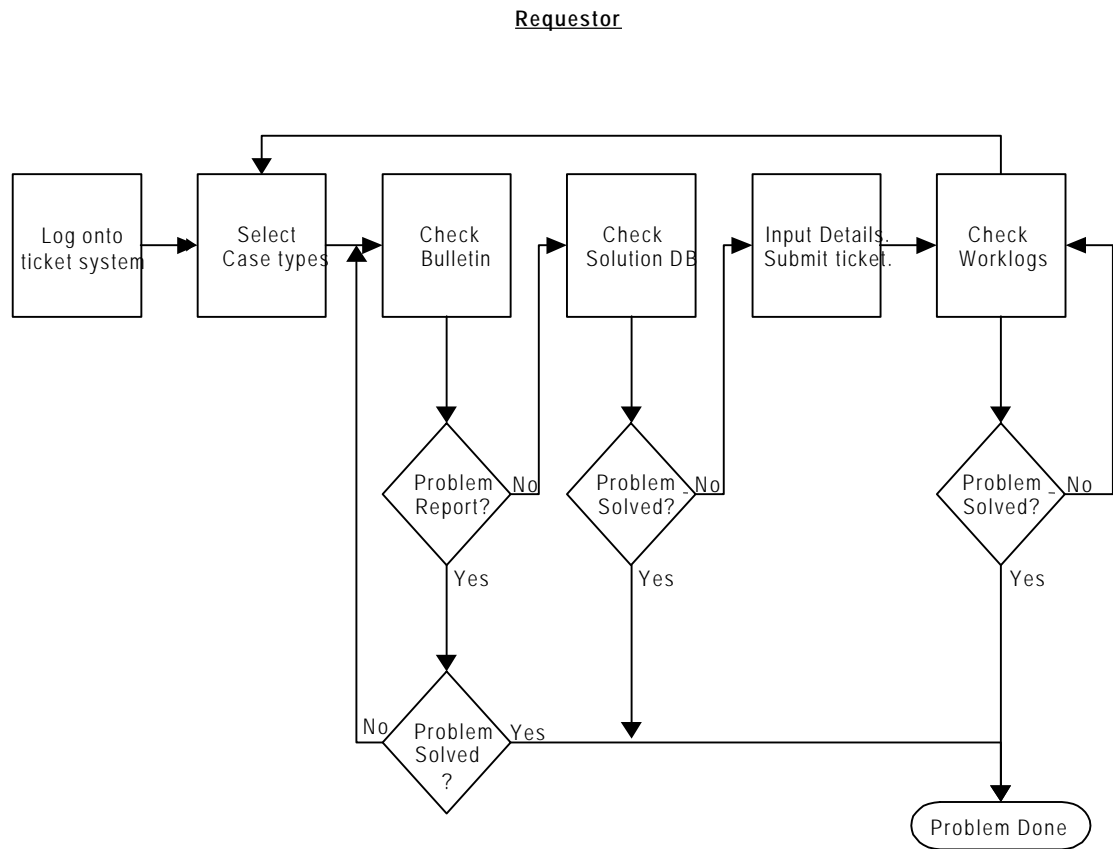 Requestor
Log onto
ticket system
Select
Case types
Check
Bulletin
Check
Solution DB
Input Details.
Submit ticket.
Check
Worklogs
Problem
Report?
No
Problem
Solved?
No
Problem
Solved?
No
Yes
Yes
Yes
No
Problem
Solved
?
Yes
Problem Done